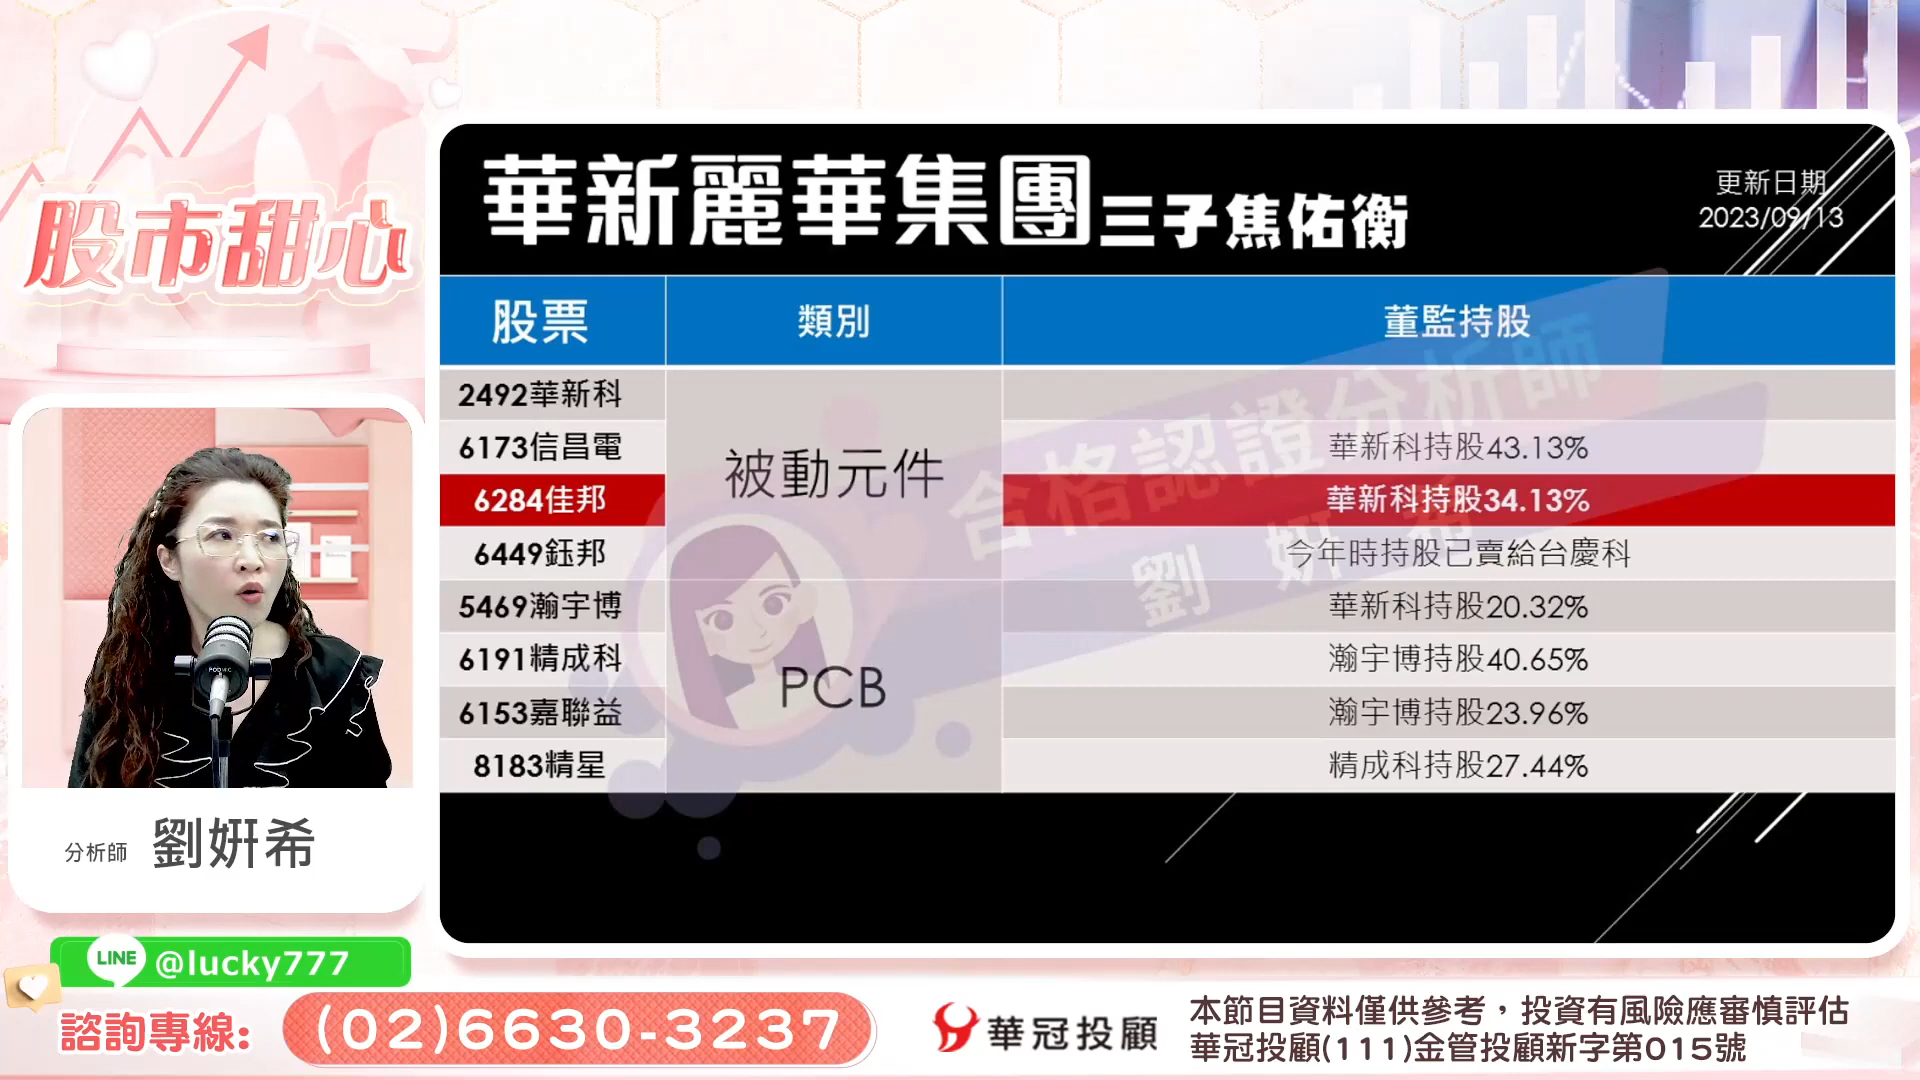 股市甜心
華新麗華集團三子焦佑衡
更新日期
2023/09/13
股票 類別 董監持股
2492華新科
6173信昌電 華新科持股43.13%
被動元件
6284佳邦 華新科持股34.13%
6449鈺邦 今年時持股已賣給台慶科
5469瀚宇博 華新科持股20.32%
6191精成科 瀚宇博持股40.65%
PCB
6153嘉聯益 瀚宇博持股23.96%
8183精星 精成科持股27.44%
合格認證分析師
劉妍希
分析師 劉妍希
LINE @lucky777
諮詢專線: (02)6630-3237
華冠投顧
本節目資料僅供參考，投資有風險應審慎評估
華冠投顧(111)金管投顧新字第015號